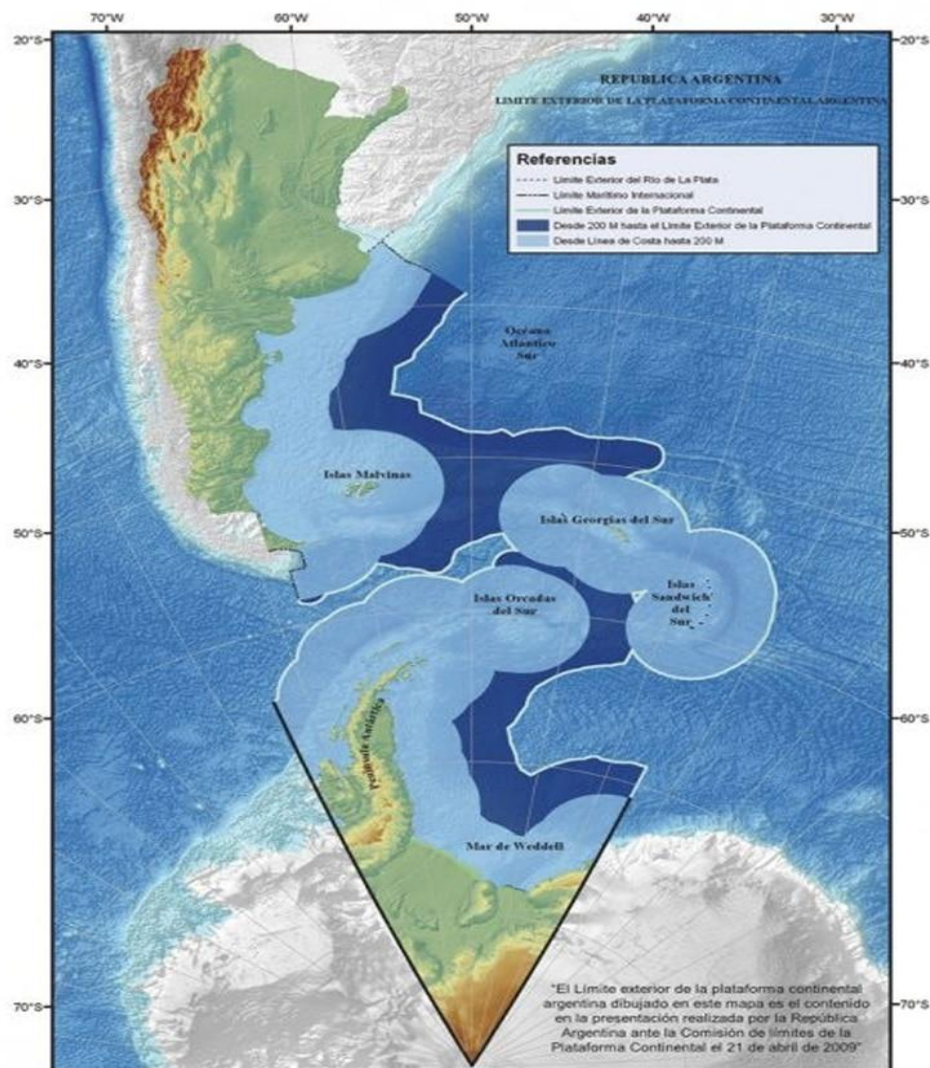 70°W
60°W
50°W
40°W
30°W
20°S
20°S
REPUBLICA ARGENTINA
LIMITE EXTERIOR DE LA PLATAFORMA CONTINENTAL ARGENTINA
Referencias
Límite Exterior del Río de La Plata
Límite Marítimo Internacional
Límite Exterior de la Plataforma Continental
Desde 200 M hasta el Límite Exterior de la Plataforma Continental
Desde Línea de Costa hasta 200 M
30°S
30°S
Océano
Atlántico
Sur
40°S
40°S
Islas Malvinas
Islas Georgias del Sur
50°S
50°S
Islas
Sandwich
del
Sur
Islas Orcadas
del Sur
60°S
60°S
Península Antártica
Mar de Weddell
70°S
70°S
"El Límite exterior de la plataforma continental
argentina dibujado en este mapa es el contenido
en la presentación realizada por la República
Argentina ante la Comisión de límites de la
Plataforma Continental el 21 de abril de 2009"